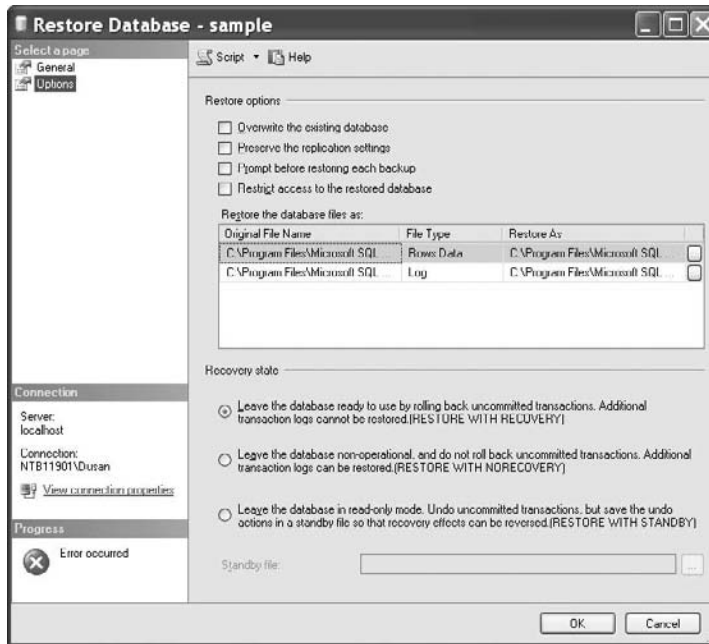 Restore Database - sample
Select a page
General
Options
Script
Help
Restore options
Overwrite the existing database
Preserve the replication settings
Prompt before restoring each backup
Restrict access to the restored database
Restore the database files as:
Original File Name File Type Restore As
C:\Program Files\Microsoft SQL ... Rows Data C:\Program Files\Microsoft SQL ...
C:\Program Files\Microsoft SQL ... Log C:\Program Files\Microsoft SQL ...
Recovery state
Leave the database ready to use by rolling back uncommitted transactions. Additional
transaction logs cannot be restored.(RESTORE WITH RECOVERY)
Leave the database non-operational, and do not roll back uncommitted transactions. Additional
transaction logs can be restored.(RESTORE WITH NORECOVERY)
Leave the database in read-only mode. Undo uncommitted transactions, but save the undo
actions in a standby file so that recovery effects can be reversed.(RESTORE WITH STANDBY)
Standby file:
...
Connection
Server:
localhost
Connection:
NTB11901\Dusan
View connection properties
Progress
Error occurred
OK
Cancel